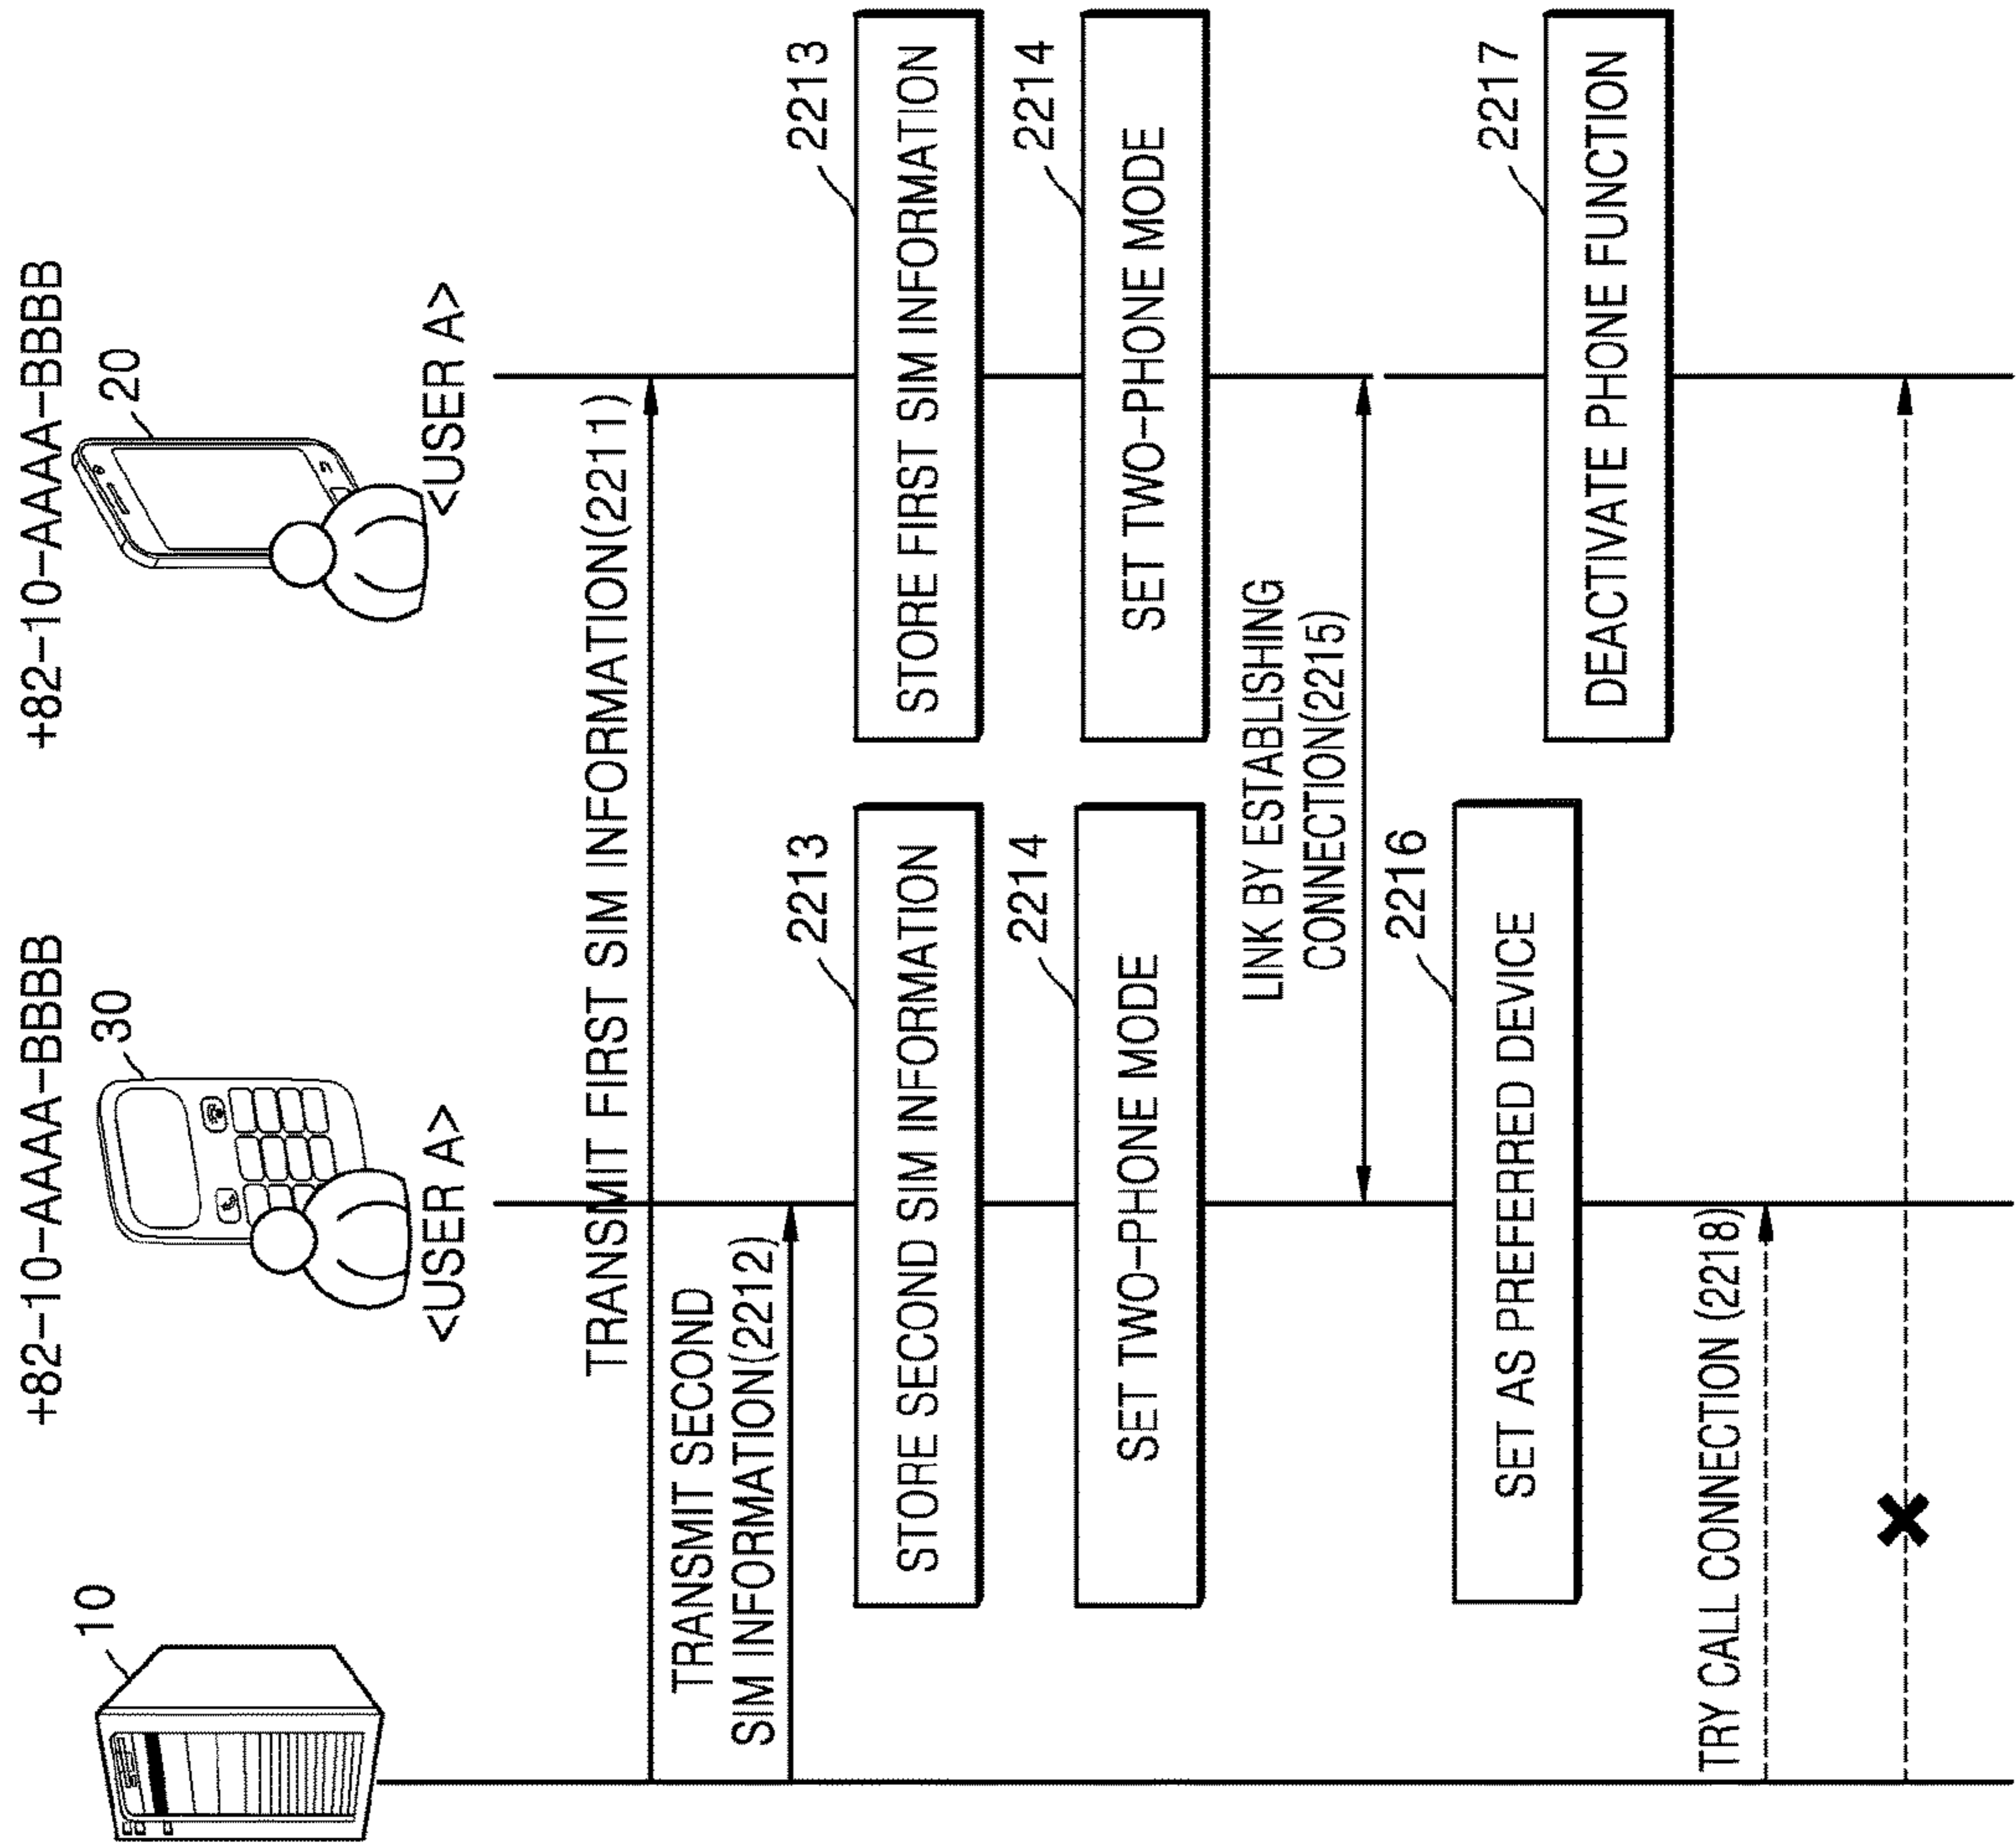 10
+82-10-AAAA-BBBB
30
<USER A>
+82-10-AAAA-BBBB
20
<USER A>
TRANSMIT FIRST SIM INFORMATION(2211)
TRANSMIT SECOND
SIM INFORMATION(2212)
2213
STORE SECOND SIM INFORMATION
2213
STORE FIRST SIM INFORMATION
2214
SET TWO-PHONE MODE
2214
SET TWO-PHONE MODE
LINK BY ESTABLISHING
CONNECTION(2215)
2216
SET AS PREFERRED DEVICE
2217
DEACTIVATE PHONE FUNCTION
TRY CALL CONNECTION (2218)